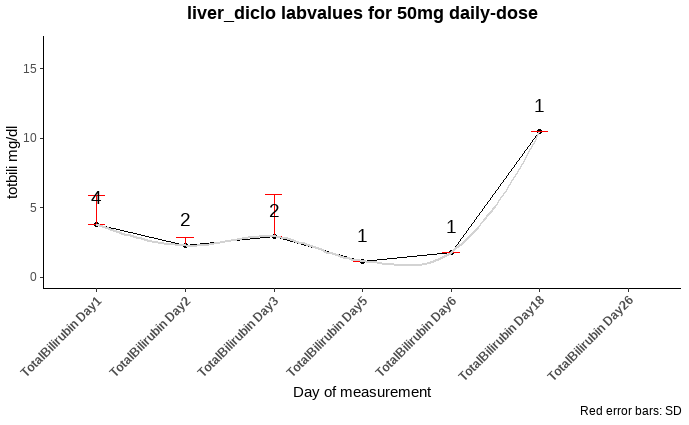 liver_diclo labvalues for 50mg daily-dose
totbili mg/dl
15
10
5
0
4
2
2
1
1
1
TotalBilirubin Day1
TotalBilirubin Day2
TotalBilirubin Day3
TotalBilirubin Day5
TotalBilirubin Day6
TotalBilirubin Day18
TotalBilirubin Day26
Day of measurement
Red error bars: SD